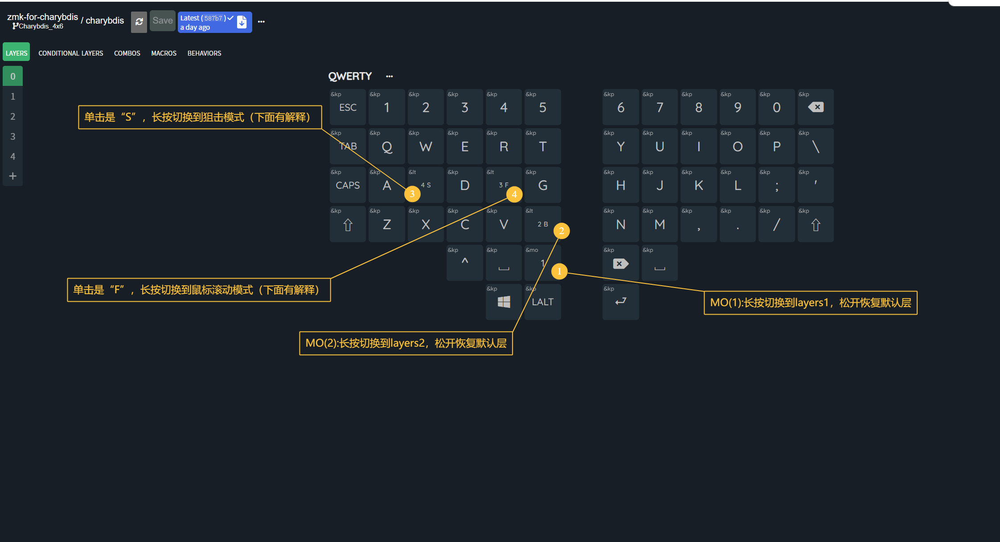 zmk-for-charybdis / charybdis
Charybdis_4x6
Save
Latest (587b7)
a day ago
LAYERS CONDITIONAL LAYERS COMBOS MACROS BEHAVIORS
0
1
2
3
4
+
QWERTY
&kp &kp &kp &kp &kp &kp &kp &kp &kp &kp &kp &kp
ESC 1 2 3 4 5 6 7 8 9 0
单击是“S”，长按切换到狙击模式（下面有解释）
&kp &kp &kp &kp &kp &kp &kp &kp &kp &kp &kp &kp
TAB Q W E R T Y U I O P \
&kp &kp &lt &kp &lt &kp &kp &kp &kp &kp &kp &kp
CAPS A 4 S D 3 F G H J K L ; '
3
4
&kp &kp &kp &kp &kp &lt &kp &kp &kp &kp &kp &kp
⇧ Z X C V 2 B N M , . / ⇧
2
&kp &kp &mo &kp &kp
^ 1
1
单击是“F”，长按切换到鼠标滚动模式（下面有解释）
&kp &kp &kp
LALT
MO(1):长按切换到layers1，松开恢复默认层
MO(2):长按切换到layers2，松开恢复默认层